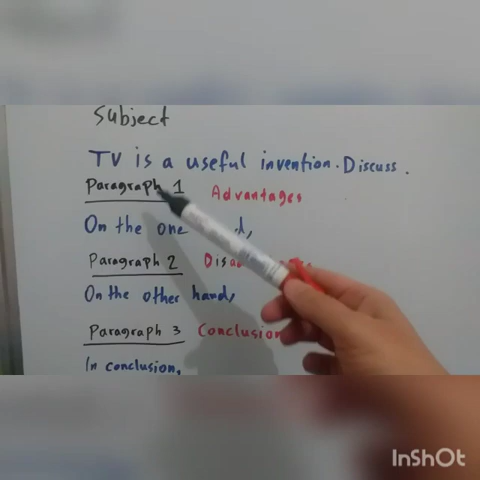 Subject
TV is a useful invention. Discuss.
Paragraph 1 Advantages
On the one
Paragraph 2
On the other hand,
Paragraph 3 Conclusion
In conclusion,
InShOt